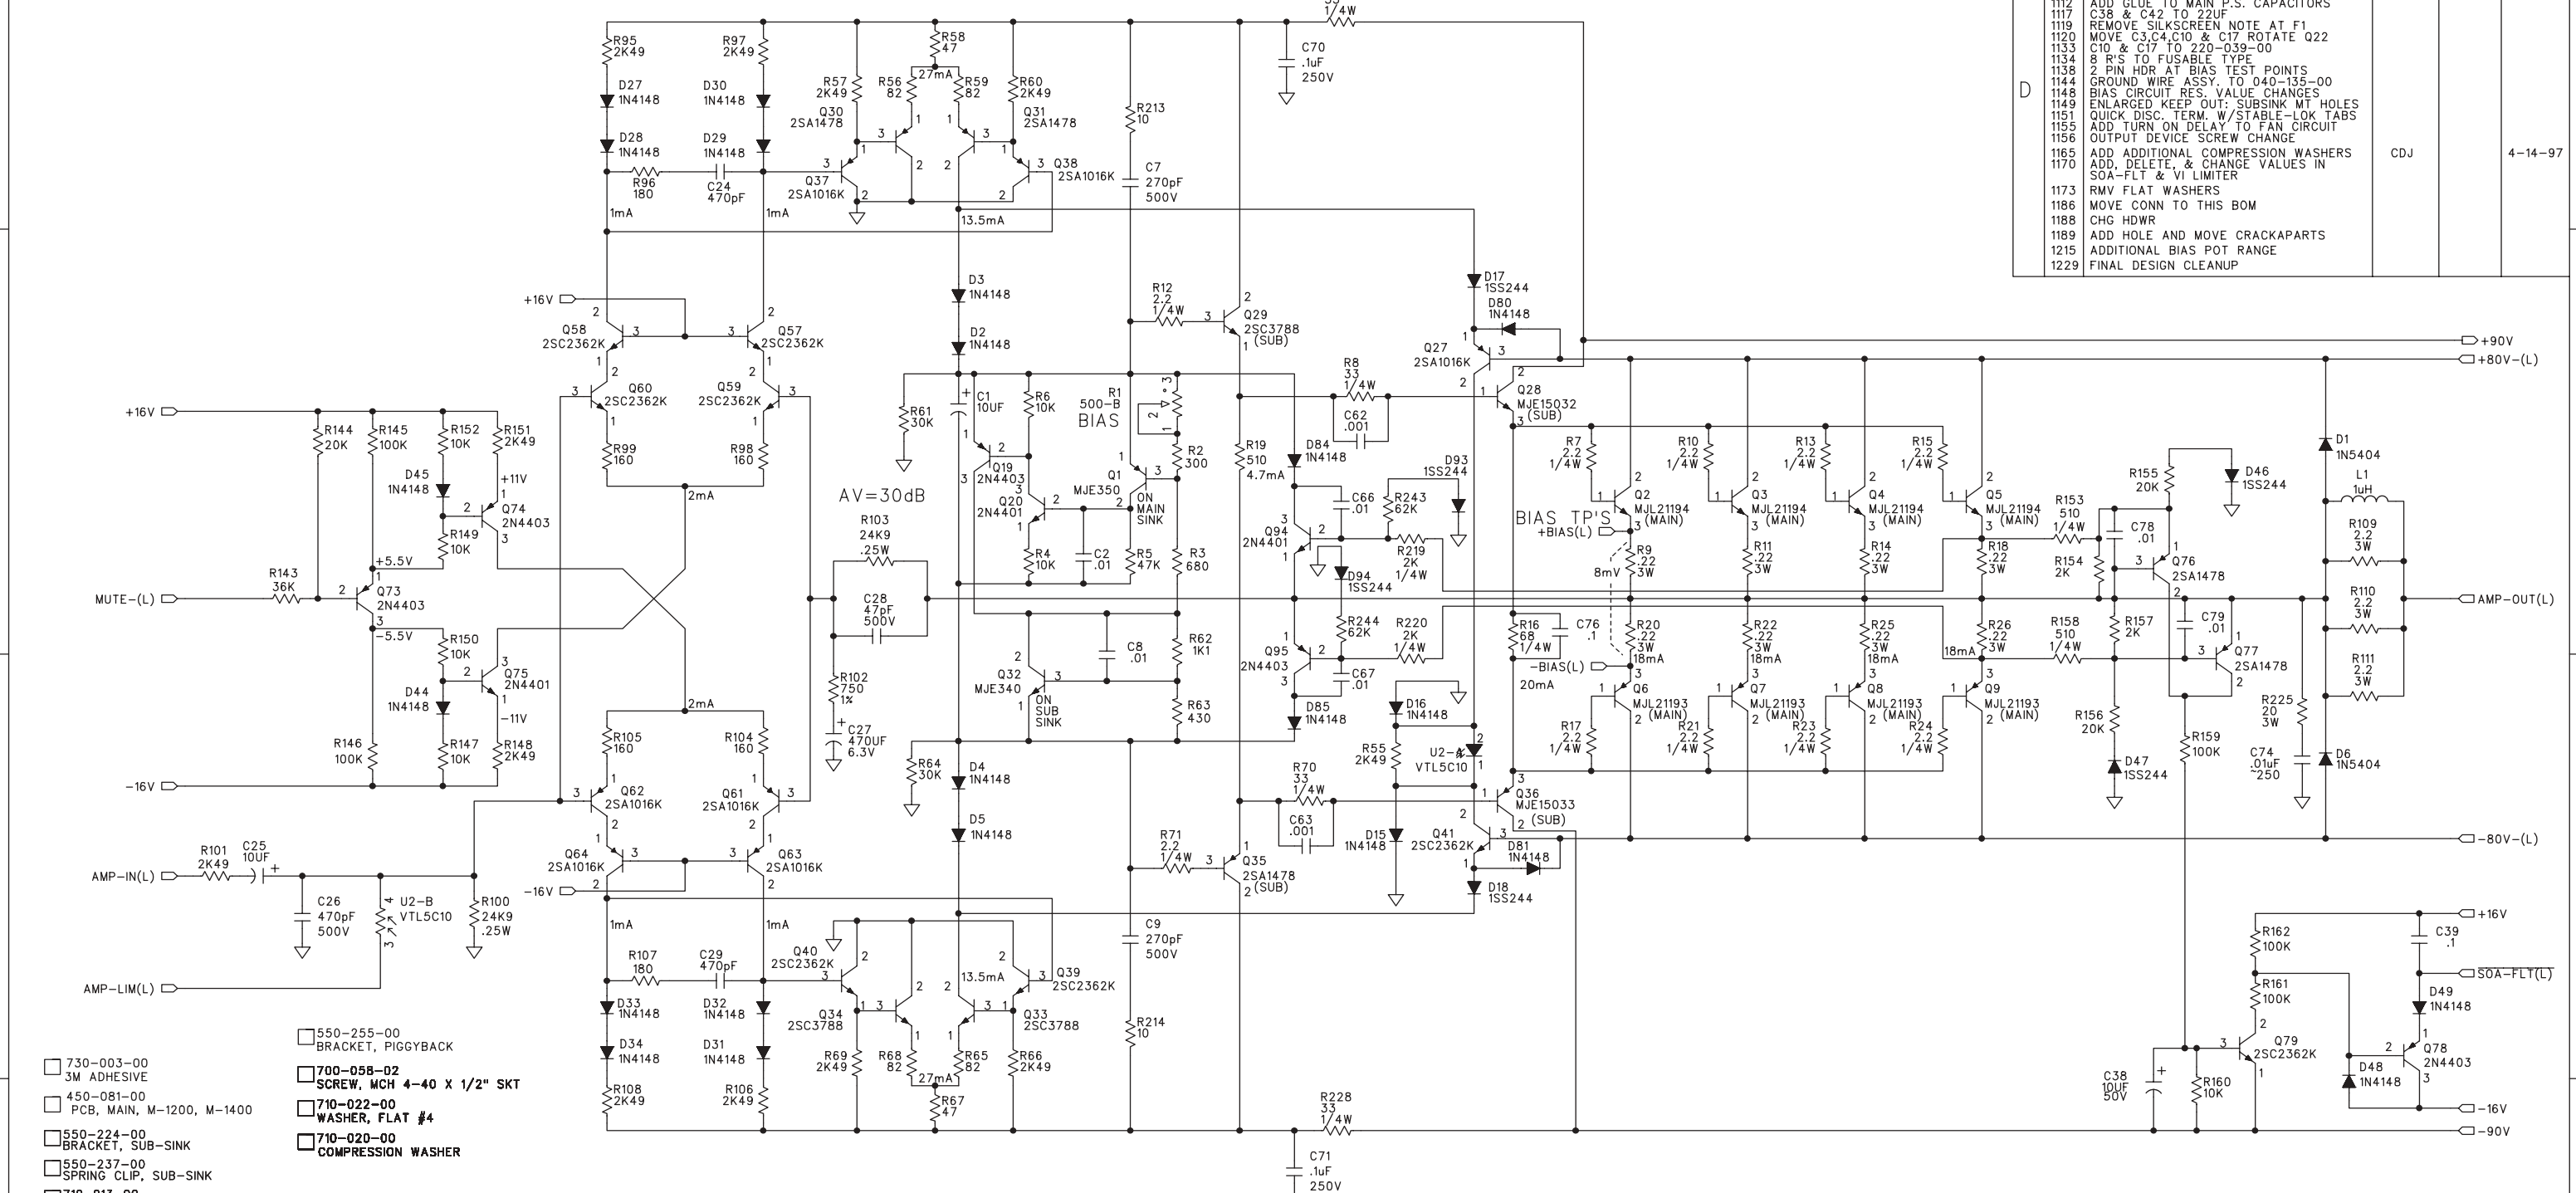 1/4W
1112 ADD GLUE TO MAIN P.S. CAPACITORS
1117 C38 & C42 TO 22UF
1119 REMOVE SILKSCREEN NOTE AT F1
1120 MOVE C3,C4,C10 & C17 ROTATE Q22
1133 C10 & C17 TO 220-039-00
1134 8 R'S TO FUSABLE TYPE
1138 2 PIN HDR AT BIAS TEST POINTS
1144 GROUND WIRE ASSY. TO 040-135-00
D 1148 BIAS CIRCUIT RES. VALUE CHANGES
1149 ENLARGED KEEP OUT: SUBSINK MT HOLES
1151 QUICK DISC. TERM. W/STABLE-LOK TABS
1155 ADD TURN ON DELAY TO FAN CIRCUIT
1156 OUTPUT DEVICE SCREW CHANGE
1165 ADD ADDITIONAL COMPRESSION WASHERS CDJ 4-14-97
1170 ADD, DELETE, & CHANGE VALUES IN
SOA-FLT & VI LIMITER
1173 RMV FLAT WASHERS
1186 MOVE CONN TO THIS BOM
1188 CHG HDWR
1189 ADD HOLE AND MOVE CRACKAPARTS
1215 ADDITIONAL BIAS POT RANGE
1229 FINAL DESIGN CLEANUP
R95 2K49
R97 2K49
R58 47
D27 1N4148
D30 1N4148
R57 2K49
R56 82
27mA
R59 82
R60 2K49
C70 .1uF 250V
D28 1N4148
D29 1N4148
Q30 2SA1478
Q31 2SA1478
R213 10
R96 180
C24 470pF
Q37 2SA1016K
Q38 2SA1016K
C7 270pF 500V
1mA
1mA
13.5mA
+16V
D3 1N4148
D2 1N4148
R12 2.2 1/4W
Q29 2SC3788 (SUB)
D17 1SS244
D80 1N4148
Q27 2SA1016K
+90V
+80V-(L)
Q58 2SC2362K
Q57 2SC2362K
Q60 2SC2362K
Q59 2SC2362K
R61 30K
C1 10UF
R6 10K
R1 500-B
BIAS
R8 33 1/4W
C62 .001
Q28 MJE15032 (SUB)
+16V
R144 20K
R145 100K
R152 10K
R151 2K49
R99 160
R98 160
Q19 2N4403
Q1 MJE350
ON MAIN SINK
R2 300
R19 510
4.7mA
D84 1N4148
D93 1SS244
R7 2.2 1/4W
R10 2.2 1/4W
R13 2.2 1/4W
R15 2.2 1/4W
D1 1N5404
L1 1uH
D45 1N4148
+11V
Q74 2N4403
2mA
AV=30dB
R103 24K9 .25W
Q20 2N4401
C66 .01
R243 62K
BIAS TP'S
+BIAS(L)
Q2 MJL21194 (MAIN)
Q3 MJL21194 (MAIN)
Q4 MJL21194 (MAIN)
Q5 MJL21194 (MAIN)
R153 510 1/4W
R155 20K
D46 1SS244
C78 .01
R109 2.2 3W
R149 10K
+5.5V
R4 10K
C2 .01
R5 47K
R3 680
Q94 2N4401
R219 2K 1/4W
D94 1SS244
8mV
R9 .22 3W
R11 .22 3W
R14 .22 3W
R18 .22 3W
R154 2K
Q76 2SA1478
MUTE-(L)
R143 36K
Q73 2N4403
-5.5V
C28 47pF 500V
AMP-OUT(L)
R110 2.2 3W
R150 10K
Q75 2N4401
R102 750 1%
Q32 MJE340
ON SUB SINK
C8 .01
R62 1K1
R244 62K
R220 2K 1/4W
Q95 2N4403
C67 .01
R16 68 1/4W
C76 .1
-BIAS(L)
20mA
R20 .22 3W
18mA
R22 .22 3W
18mA
R25 .22 3W
18mA
R26 .22 3W
18mA
R158 510 1/4W
R157 2K
C79 .01
Q77 2SA1478
R111 2.2 3W
D44 1N4148
-11V
2mA
R63 430
D85 1N4148
D16 1N4148
Q6 MJL21193 (MAIN)
Q7 MJL21193 (MAIN)
Q8 MJL21193 (MAIN)
Q9 MJL21193 (MAIN)
R225 20 3W
R146 100K
R147 10K
R148 2K49
R105 160
R104 160
C27 470UF 6.3V
R64 30K
D4 1N4148
R55 2K49
U2-A VTL5C10
R17 2.2 1/4W
R21 2.2 1/4W
R23 2.2 1/4W
R24 2.2 1/4W
R156 20K
R159 100K
D47 1SS244
C74 .01uF ~250
D6 1N5404
-16V
Q62 2SA1016K
Q61 2SA1016K
R70 33 1/4W
C63 .001
Q36 MJE15033 (SUB)
D5 1N4148
Q64 2SA1016K
Q63 2SA1016K
R71 2.2 1/4W
Q35 2SA1478 (SUB)
D15 1N4148
Q41 2SC2362K
D81 1N4148
D18 1SS244
-80V-(L)
AMP-IN(L)
R101 2K49
C25 10UF
-16V
C26 470pF 500V
U2-B VTL5C10
R100 24K9 .25W
1mA
1mA
C9 270pF 500V
+16V
C39 .1
R162 100K
AMP-LIM(L)
R107 180
C29 470pF
Q40 2SC2362K
13.5mA
Q39 2SC2362K
SOA-FLT(L)
R161 100K
D49 1N4148
D33 1N4148
D32 1N4148
Q34 2SC3788
Q33 2SC3788
R214 10
D34 1N4148
D31 1N4148
R69 2K49
R68 82
27mA
R65 82
R66 2K49
Q79 2SC2362K
Q78 2N4403
D48 1N4148
R108 2K49
R106 2K49
R67 47
R228 33 1/4W
C38 10UF 50V
R160 10K
-16V
-90V
C71 .1uF 250V
550-255-00
BRACKET, PIGGYBACK
730-003-00
3M ADHESIVE
700-058-02
SCREW, MCH 4-40 X 1/2" SKT
450-081-00
PCB, MAIN, M-1200, M-1400
710-022-00
WASHER, FLAT #4
550-224-00
BRACKET, SUB-SINK
710-020-00
COMPRESSION WASHER
550-237-00
SPRING CLIP, SUB-SINK